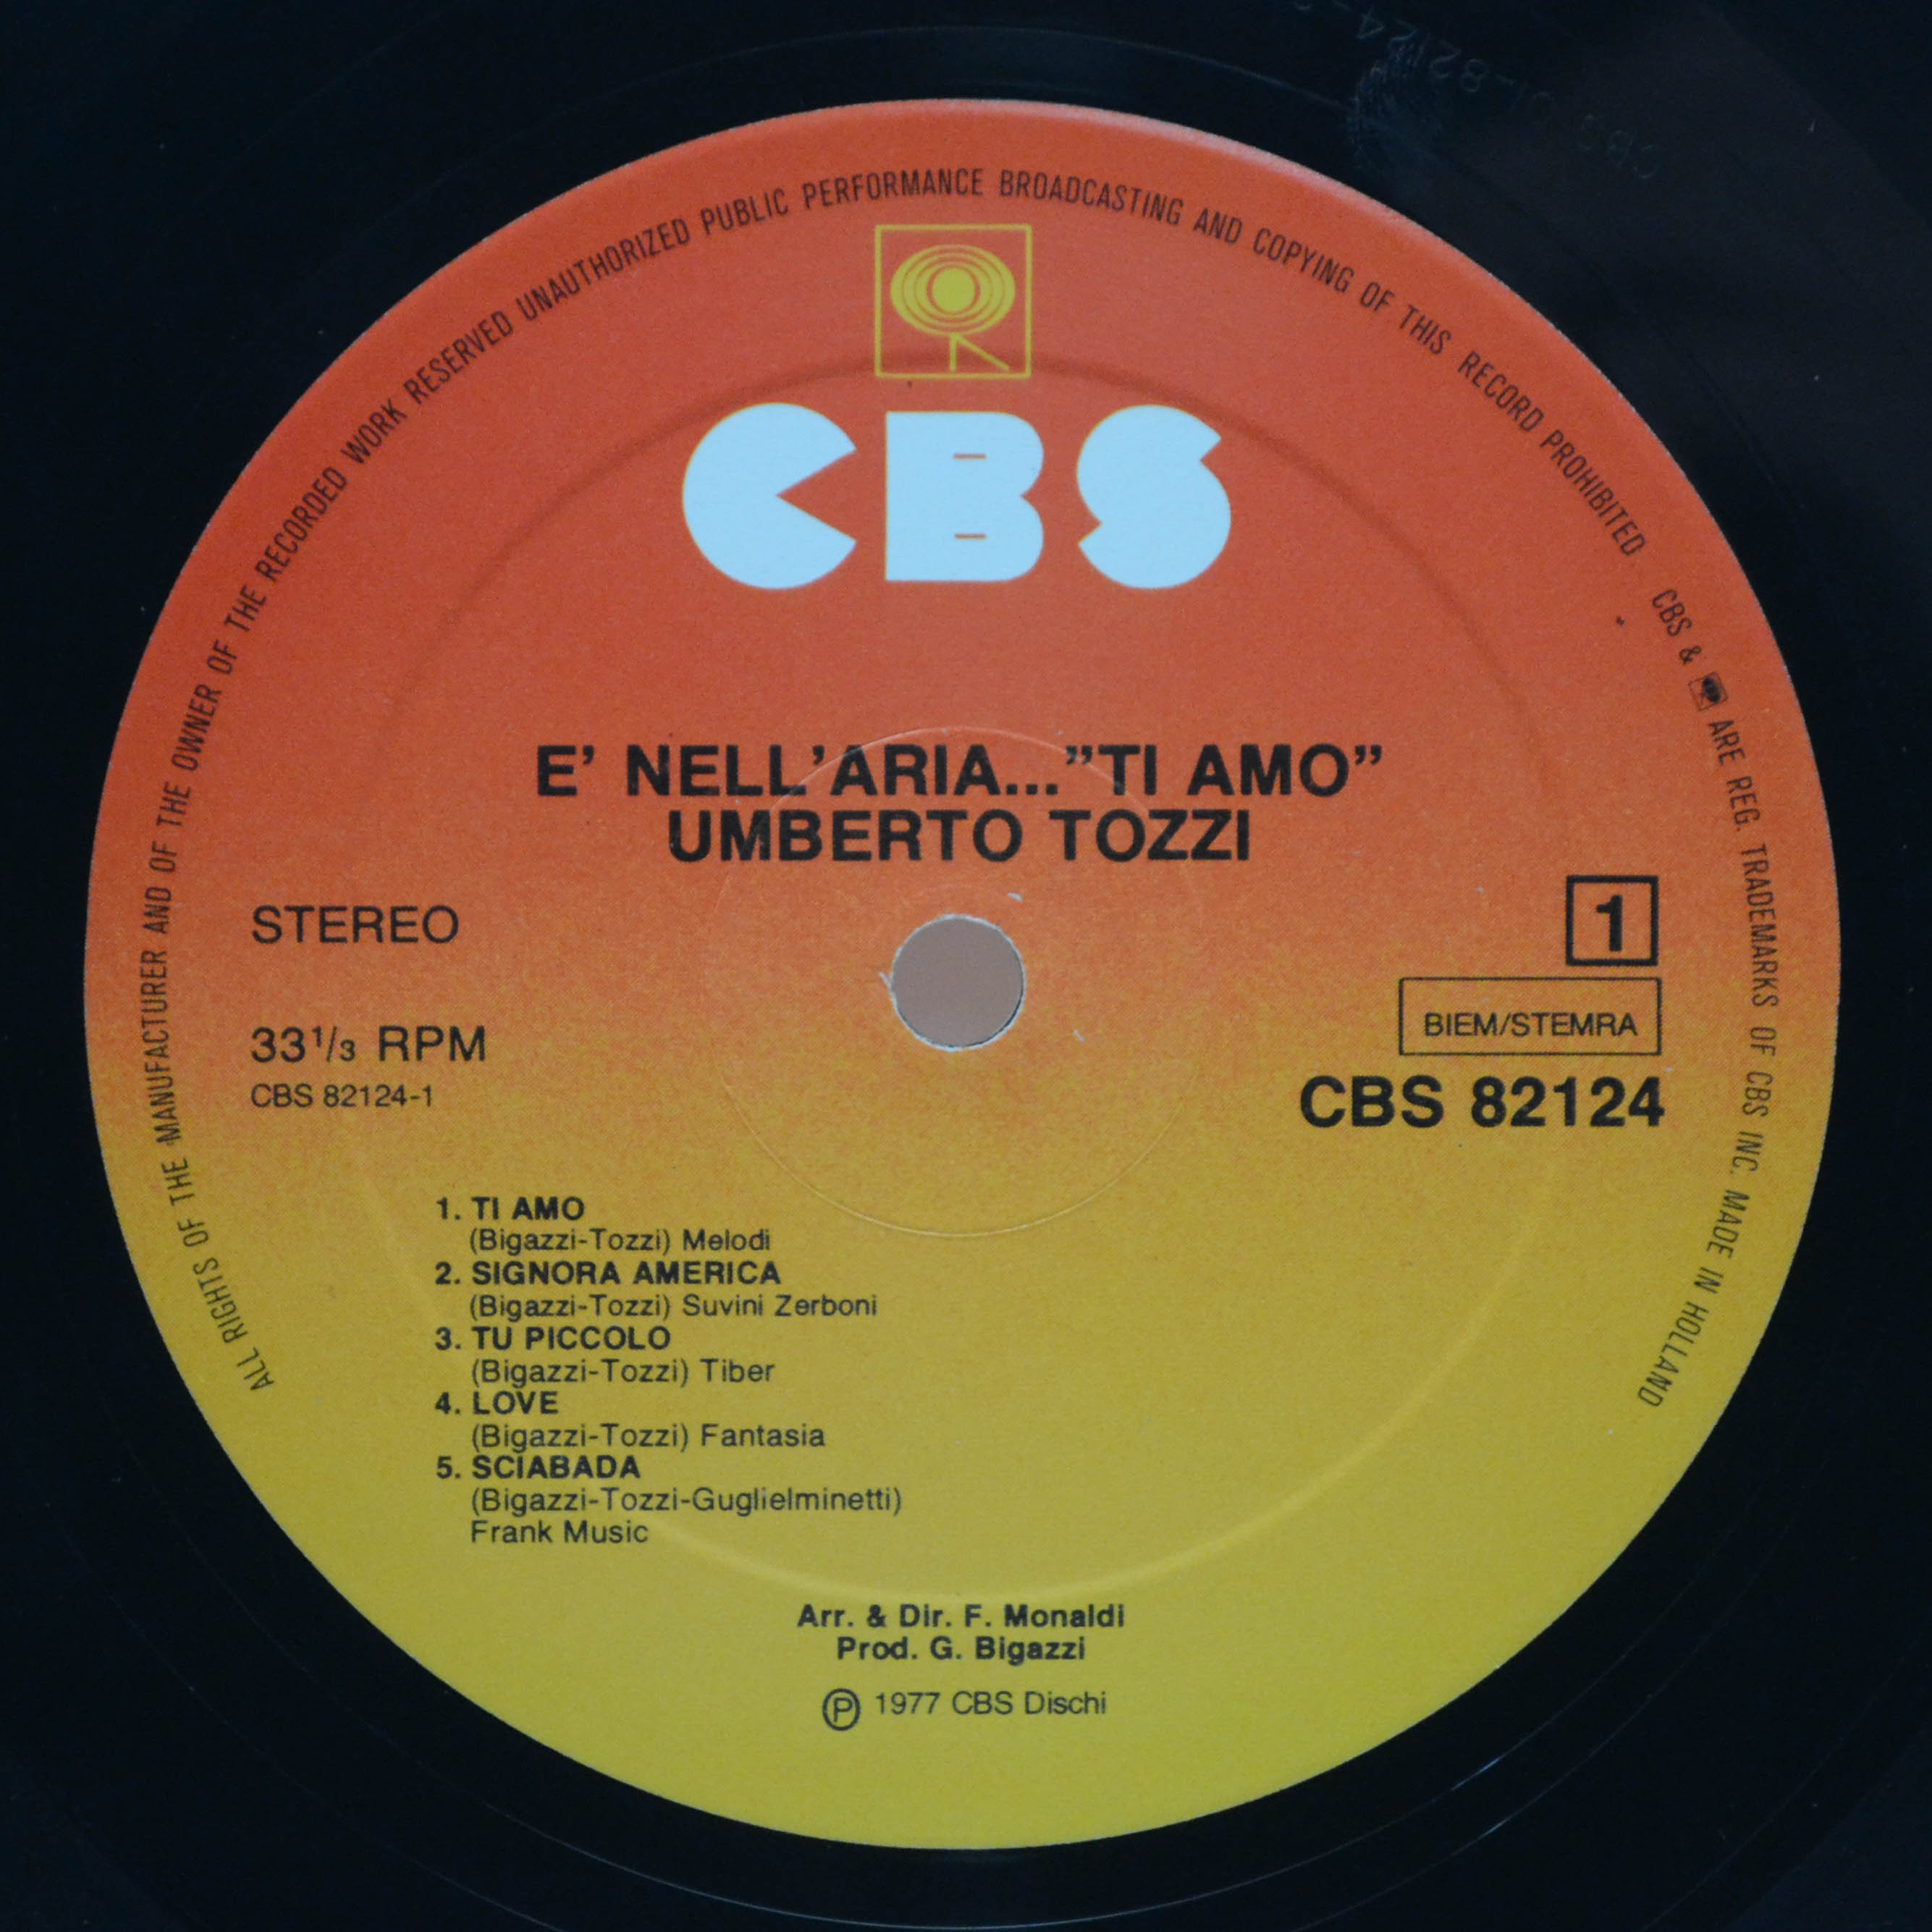 ALL RIGHTS OF THE MANUFACTURER AND OF THE OWNER OF THE RECORDED WORK RESERVED UNAUTHORIZED PUBLIC PERFORMANCE BROADCASTING AND COPYING OF THIS RECORD PROHIBITED CBS & ARE REG. TRADEMARKS OF CBS INC. MADE IN HOLLAND
CBS
E' NELL'ARIA..."TI AMO"
UMBERTO TOZZI
STEREO
1
33 1/3 RPM
BIEM/STEMRA
CBS 82124-1
CBS 82124
1. TI AMO
(Bigazzi-Tozzi) Melodi
2. SIGNORA AMERICA
(Bigazzi-Tozzi) Suvini Zerboni
3. TU PICCOLO
(Bigazzi-Tozzi) Tiber
4. LOVE
(Bigazzi-Tozzi) Fantasia
5. SCIABADA
(Bigazzi-Tozzi-Guglielminetti)
Frank Music
Arr. & Dir. F. Monaldi
Prod. G. Bigazzi
Ⓟ 1977 CBS Dischi